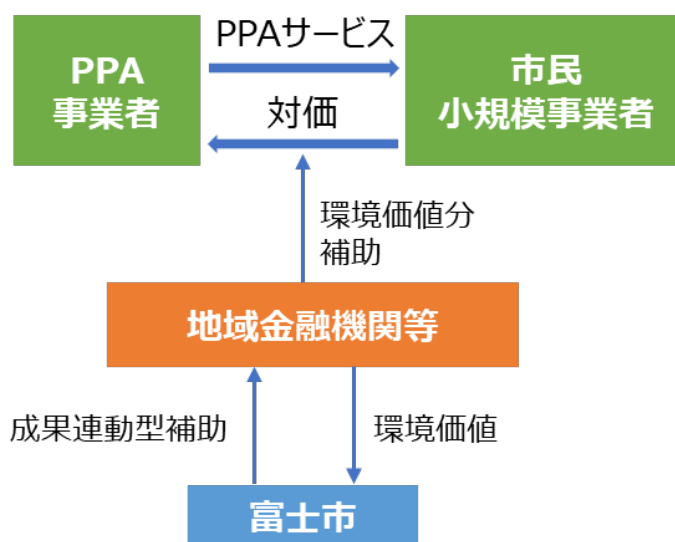 PPAサービス
PPA
事業者
市民
小規模事業者
対価
環境価値分
補助
地域金融機関等
成果連動型補助
環境価値
富士市